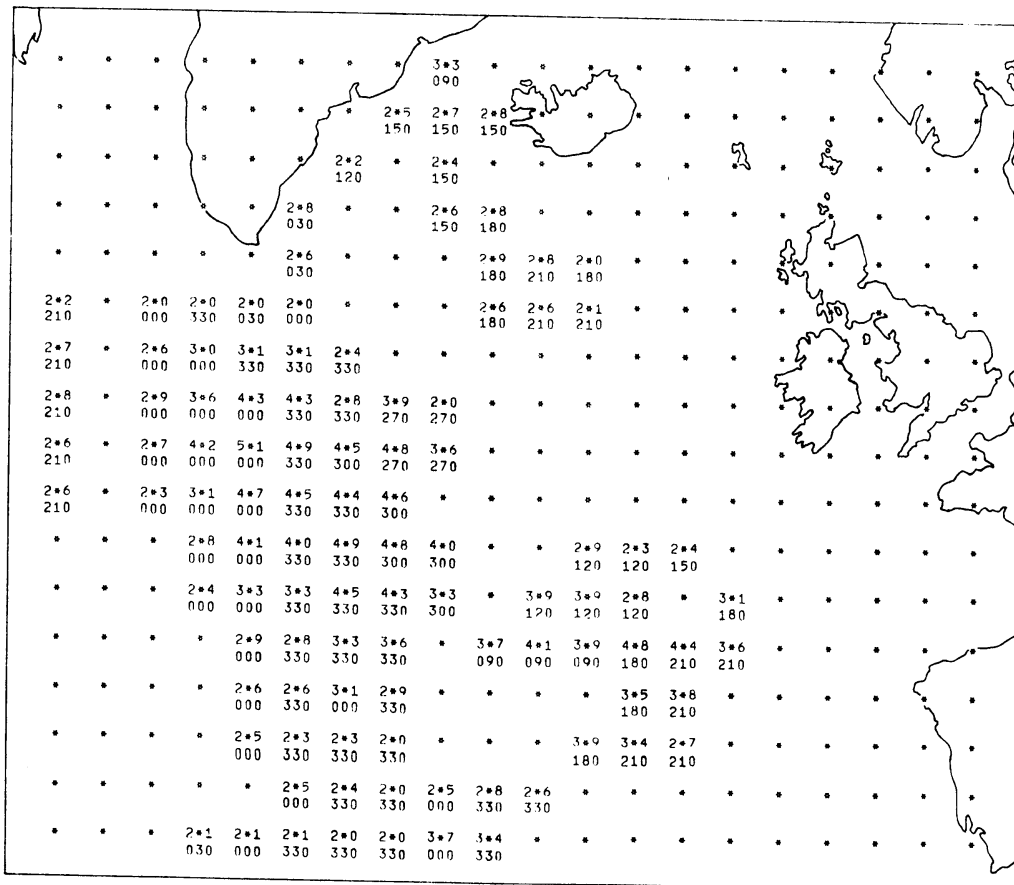 * * * * * * * * 3*3 * * * * * * * * * * *
090
* * * * * * * 2*5 2*7 2*8 * * * * * * * * * *
150 150 150
* * * * * * 2*2 * 2*4 * * * * * * * * * * *
120 150
* * * * * 2*8 * * 2*6 2*8 * * * * * * * * * *
030 150 180
* * * * * 2*6 * * * 2*9 2*8 2*0 * * * * * * * *
030 180 210 180
2*2 * 2*0 2*0 2*0 2*0 * * * 2*6 2*6 2*1 * * * * * * * *
210 000 330 030 000 180 210 210
2*7 * 2*6 3*0 3*1 3*1 2*4 * * * * * * * * * * * * *
210 000 000 330 330 330
2*8 * 2*9 3*6 4*3 4*3 2*8 3*9 2*0 * * * * * * * * * * *
210 000 000 000 330 330 270 270
2*6 * 2*7 4*2 5*1 4*9 4*5 4*8 3*6 * * * * * * * * * * *
210 000 000 000 330 300 270 270
2*6 * 2*3 3*1 4*7 4*5 4*4 4*6 * * * * * * * * * * * *
210 000 000 000 330 330 300
* * * 2*8 4*1 4*0 4*9 4*8 4*0 * * 2*9 2*3 2*4 * * * * * *
000 000 330 330 300 300 120 120 150
* * * 2*4 3*3 3*3 4*5 4*3 3*3 * 3*9 3*9 2*8 * 3*1 * * * * *
000 000 330 330 330 300 120 120 120 180
* * * * 2*9 2*8 3*3 3*6 * 3*7 4*1 3*9 4*8 4*4 3*6 * * * * *
000 330 330 330 090 090 090 180 210 210
* * * * 2*6 2*6 3*1 2*9 * * * * 3*5 3*8 * * * * * *
000 330 000 330 180 210
* * * * 2*5 2*3 2*3 2*0 * * * 3*9 3*4 2*7 * * * * * *
000 330 330 330 180 210 210
* * * * * 2*5 2*4 2*0 2*5 2*8 2*6 * * * * * * * * *
000 330 330 000 330 330
* * * 2*1 2*1 2*1 2*0 2*0 3*7 3*4 * * * * * * * * * *
030 000 330 330 330 000 330